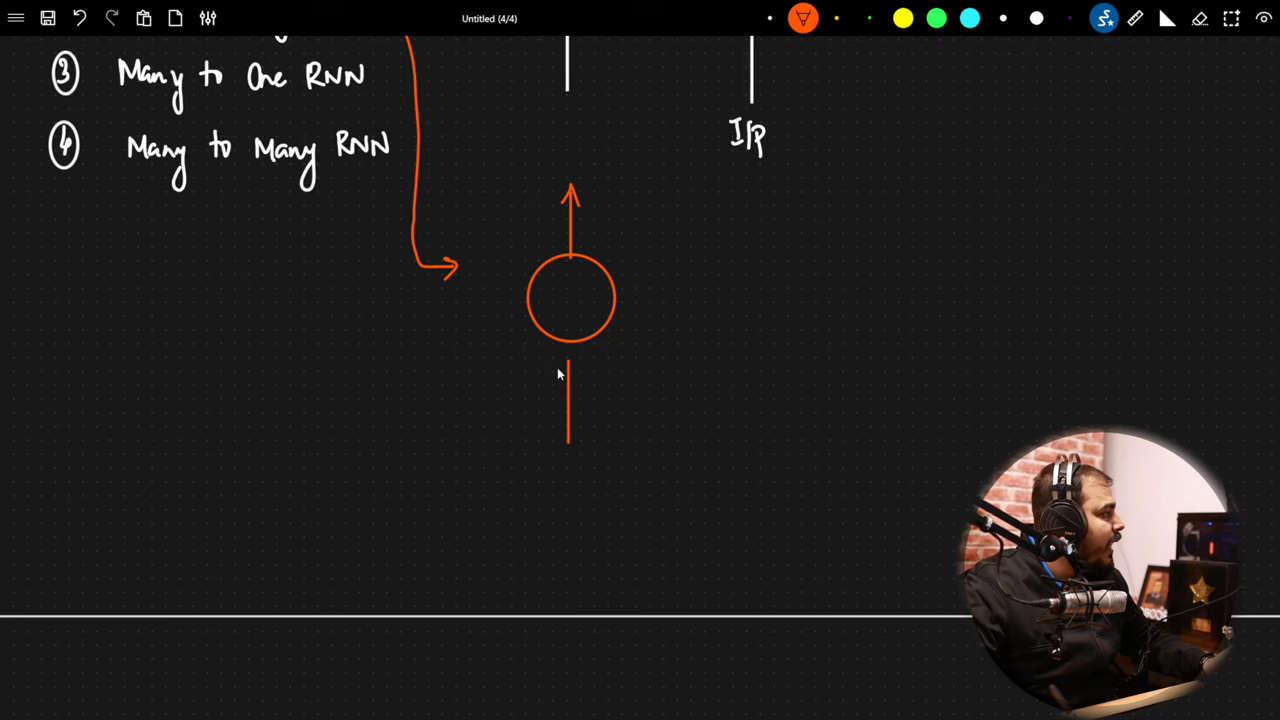 Untitled (4/4)
③ Many to One RNN
④ Many to Many RNN
I/p